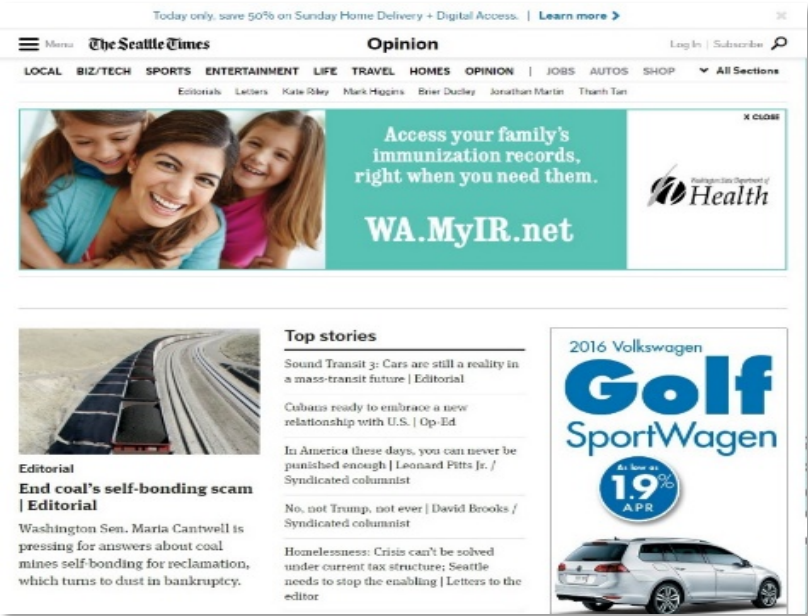 Today only, save 50% on Sunday Home Delivery + Digital Access. | Learn more
Menu The Seattle Times Opinion Log In | Subscribe
LOCAL BIZ/TECH SPORTS ENTERTAINMENT LIFE TRAVEL HOMES OPINION | JOBS AUTOS SHOP All Sections
Editorials Letters Kate Riley Mark Higgins Brier Dudley Jonathan Martin Thanh Tan
X CLOSE
Access your family's
immunization records,
right when you need them.
WA.MyIR.net
Washington State Department of
Health
Editorial
End coal's self-bonding scam
| Editorial
Washington Sen. Maria Cantwell is
pressing for answers about coal
mines self-bonding for reclamation,
which turns to dust in bankruptcy.
Top stories
Sound Transit 3: Cars are still a reality in
a mass-transit future | Editorial
Cubans ready to embrace a new
relationship with U.S. | Op-Ed
In America these days, you can never be
punished enough | Leonard Pitts Jr. /
Syndicated columnist
No, not Trump, not ever | David Brooks /
Syndicated columnist
Homelessness: Crisis can't be solved
under current tax structure; Seattle
needs to stop the enabling | Letters to the
editor
2016 Volkswagen
Golf
SportWagen
As low as
1.9%
APR